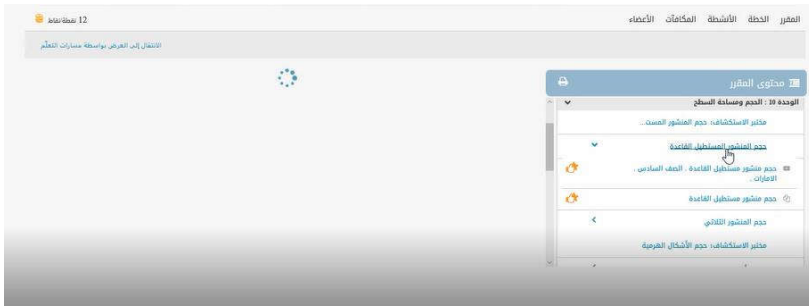 المقرر الخطة الأنشطة المكافآت الأعضاء
12 نقطة/نقاط
الانتقال إلى العرض بواسطة مسارات التعلّم
محتوى المقرر
الوحدة 10 : الحجم ومساحة السطح
مختبر الاستكشاف: حجم المنشور المست...
حجم المنشور المستطيل القاعدة
حجم منشور مستطيل القاعدة . الصف السادس .
الامارات..
حجم منشور مستطيل القاعدة
حجم المنشور الثلاثي
مختبر الاستكشاف: حجم الأشكال الهرمية